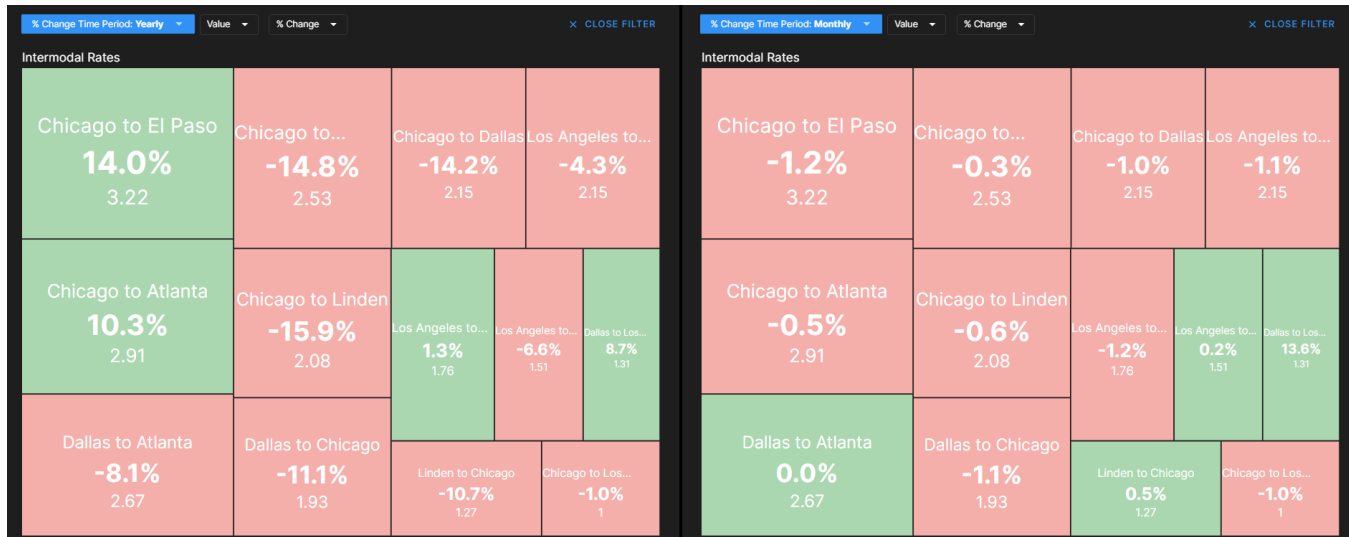 % Change Time Period: Yearly
Value
% Change
× CLOSE FILTER
Intermodal Rates
Chicago to El Paso
14.0%
3.22
Chicago to...
-14.8%
2.53
Chicago to Dallas
-14.2%
2.15
Los Angeles to...
-4.3%
2.15
Chicago to Atlanta
10.3%
2.91
Chicago to Linden
-15.9%
2.08
Los Angeles to...
1.3%
1.76
Los Angeles to...
-6.6%
1.51
Dallas to Los...
8.7%
1.31
Dallas to Atlanta
-8.1%
2.67
Dallas to Chicago
-11.1%
1.93
Linden to Chicago
-10.7%
1.27
Chicago to Los...
-1.0%
1
% Change Time Period: Monthly
Value
% Change
× CLOSE FILTER
Intermodal Rates
Chicago to El Paso
-1.2%
3.22
Chicago to...
-0.3%
2.53
Chicago to Dallas
-1.0%
2.15
Los Angeles to...
-1.1%
2.15
Chicago to Atlanta
-0.5%
2.91
Chicago to Linden
-0.6%
2.08
Los Angeles to...
-1.2%
1.76
Los Angeles to...
0.2%
1.51
Dallas to Los...
13.6%
1.31
Dallas to Atlanta
0.0%
2.67
Dallas to Chicago
-1.1%
1.93
Linden to Chicago
0.5%
1.27
Chicago to Los...
-1.0%
1